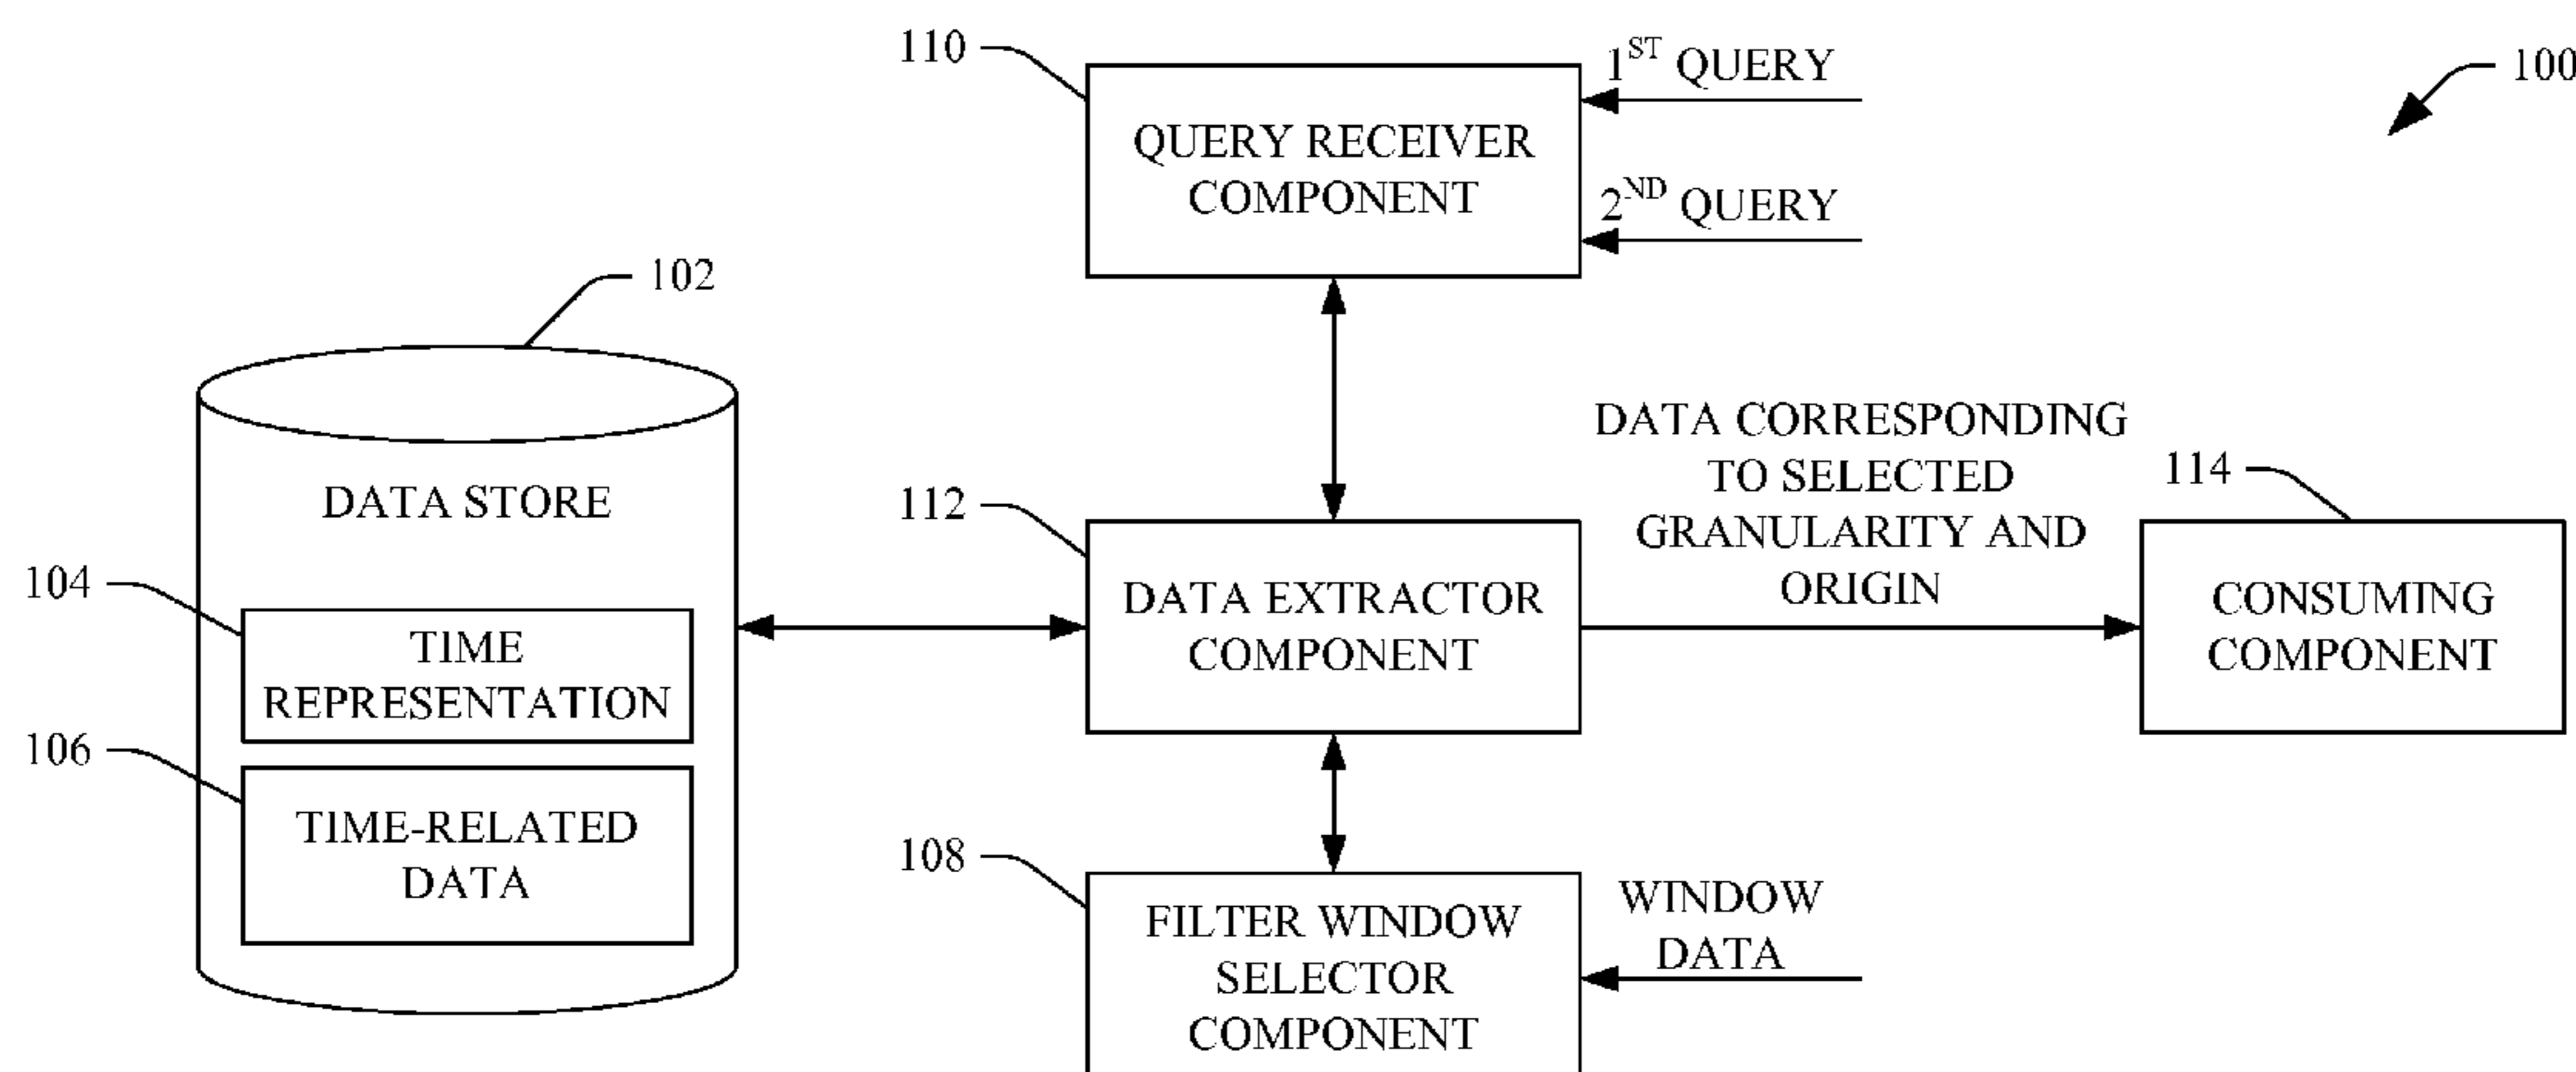 110
1ST QUERY
100
QUERY RECEIVER
COMPONENT
2ND QUERY
102
DATA STORE
104
TIME
REPRESENTATION
106
TIME-RELATED
DATA
112
DATA EXTRACTOR
COMPONENT
DATA CORRESPONDING
TO SELECTED
GRANULARITY AND
ORIGIN
114
CONSUMING
COMPONENT
108
FILTER WINDOW
SELECTOR
COMPONENT
WINDOW
DATA